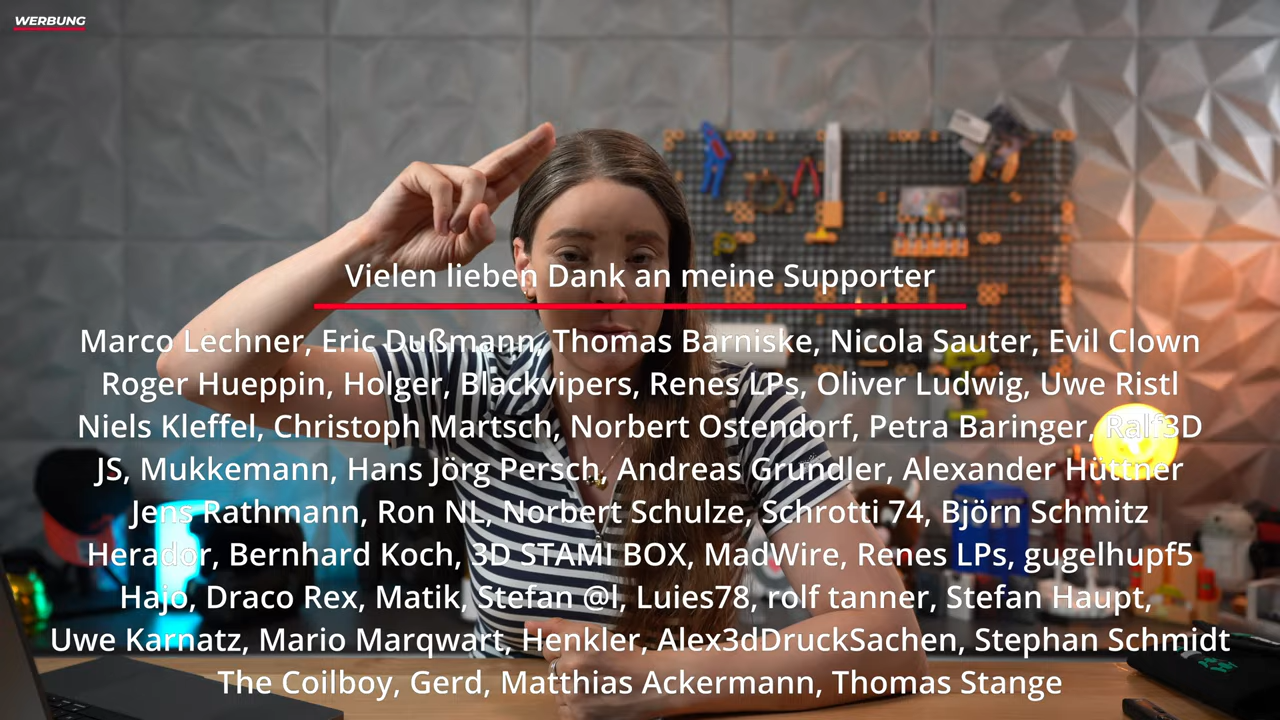 WERBUNG
Vielen lieben Dank an meine Supporter
Marco Lechner, Eric Dußmann, Thomas Barniske, Nicola Sauter, Evil Clown
Roger Hueppin, Holger, Blackvipers, Renes LPs, Oliver Ludwig, Uwe Ristl
Niels Kleffel, Christoph Martsch, Norbert Ostendorf, Petra Baringer, Ralf3D
JS, Mukkemann, Hans Jörg Persch, Andreas Grundler, Alexander Hüttner
Jens Rathmann, Ron NL, Norbert Schulze, Schrotti 74, Björn Schmitz
Herador, Bernhard Koch, 3D STAMI BOX, MadWire, Renes LPs, gugelhupf5
Hajo, Draco Rex, Matik, Stefan @l, Luies78, rolf tanner, Stefan Haupt,
Uwe Karnatz, Mario Marqwart, Henkler, Alex3dDruckSachen, Stephan Schmidt
The Coilboy, Gerd, Matthias Ackermann, Thomas Stange